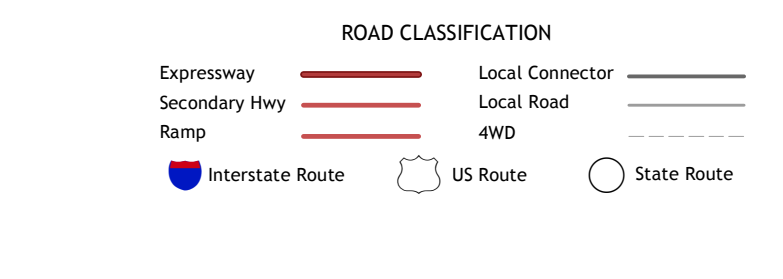 ROAD CLASSIFICATION
Expressway
Local Connector
Secondary Hwy
Local Road
Ramp
4WD
Interstate Route
US Route
State Route